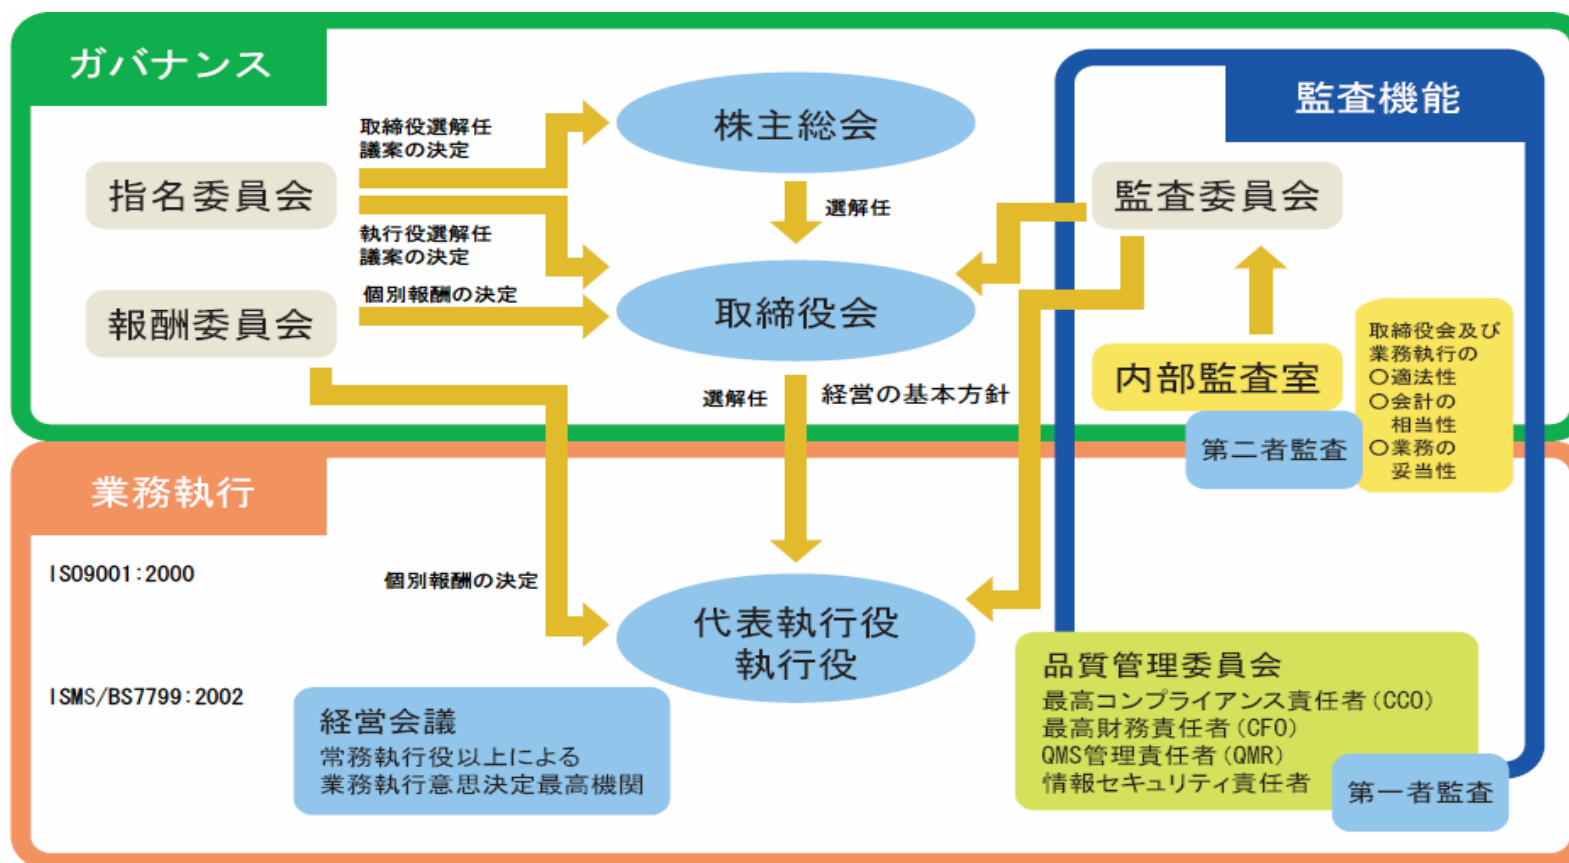 ガバナンス
監査機能
取締役選解任
議案の決定
株主総会
指名委員会
選解任
監査委員会
執行役選解任
議案の決定
個別報酬の決定
報酬委員会
取締役会
内部監査室
取締役会及び
業務執行の
〇適法性
〇会計の
相当性
〇業務の
妥当性
選解任
経営の基本方針
第二者監査
業務執行
ISO9001:2000
個別報酬の決定
代表執行役
執行役
ISMS/BS7799:2002
経営会議
常務執行役以上による
業務執行意思決定最高機関
品質管理委員会
最高コンプライアンス責任者(CCO)
最高財務責任者(CFO)
QMS管理責任者(QMR)
情報セキュリティ責任者
第一者監査